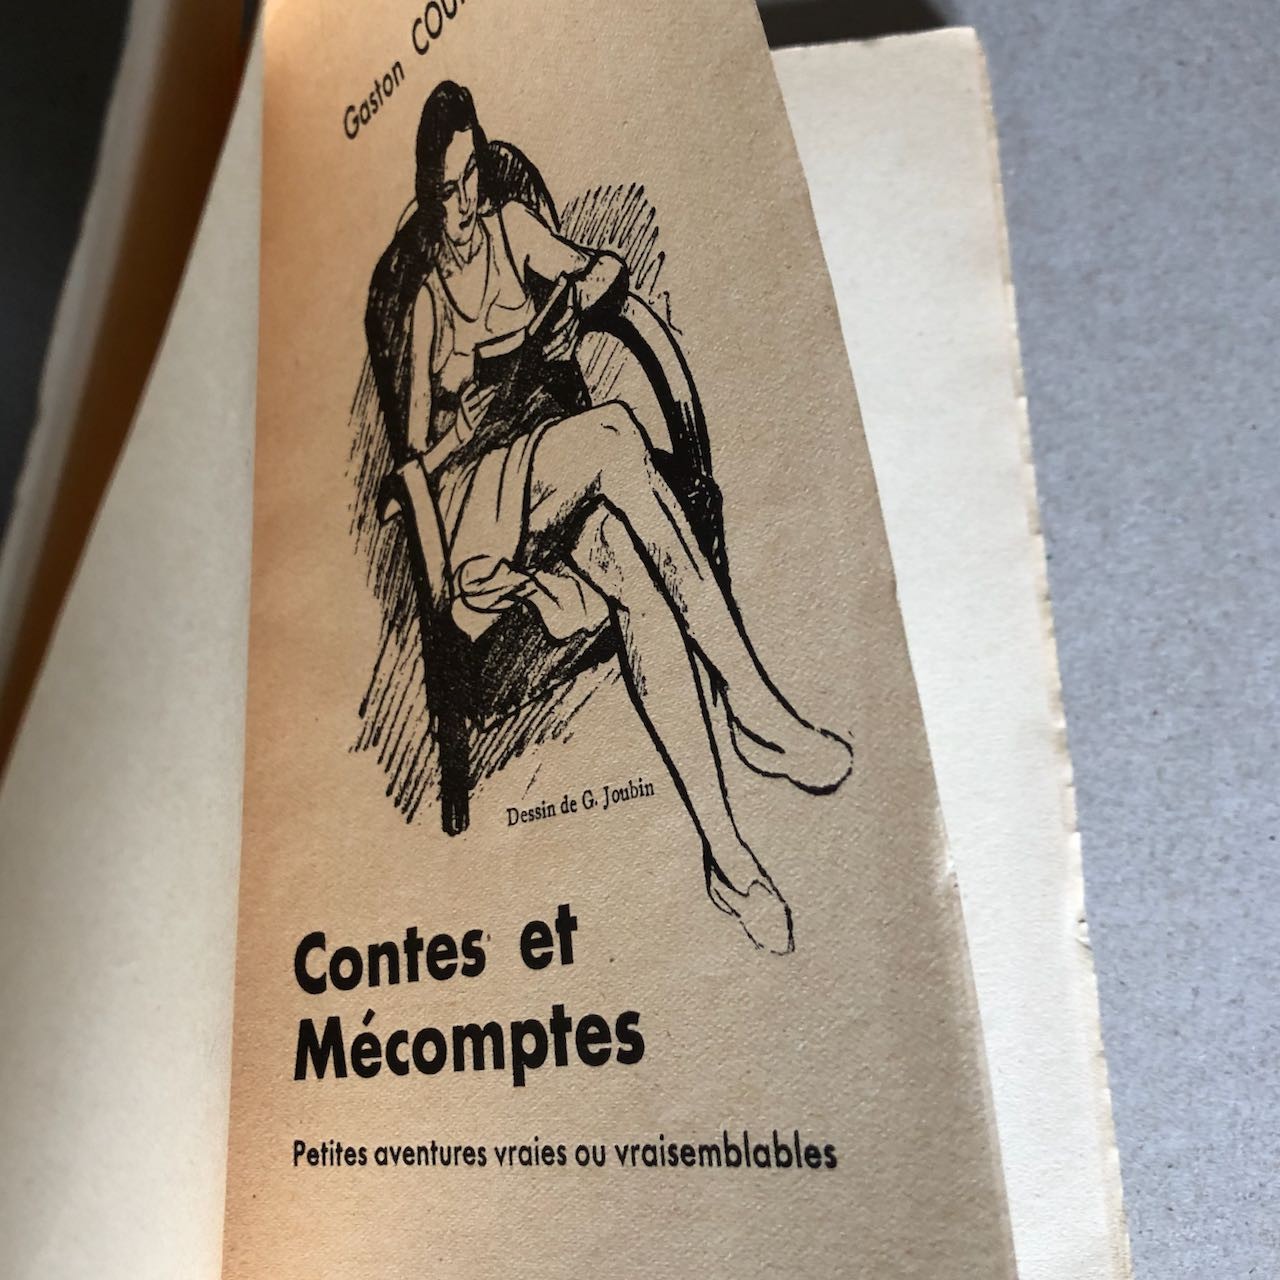 Gaston
Dessin de G. Joubin
Contes et
Mécomptes
Petites aventures vraies ou vraisemblables